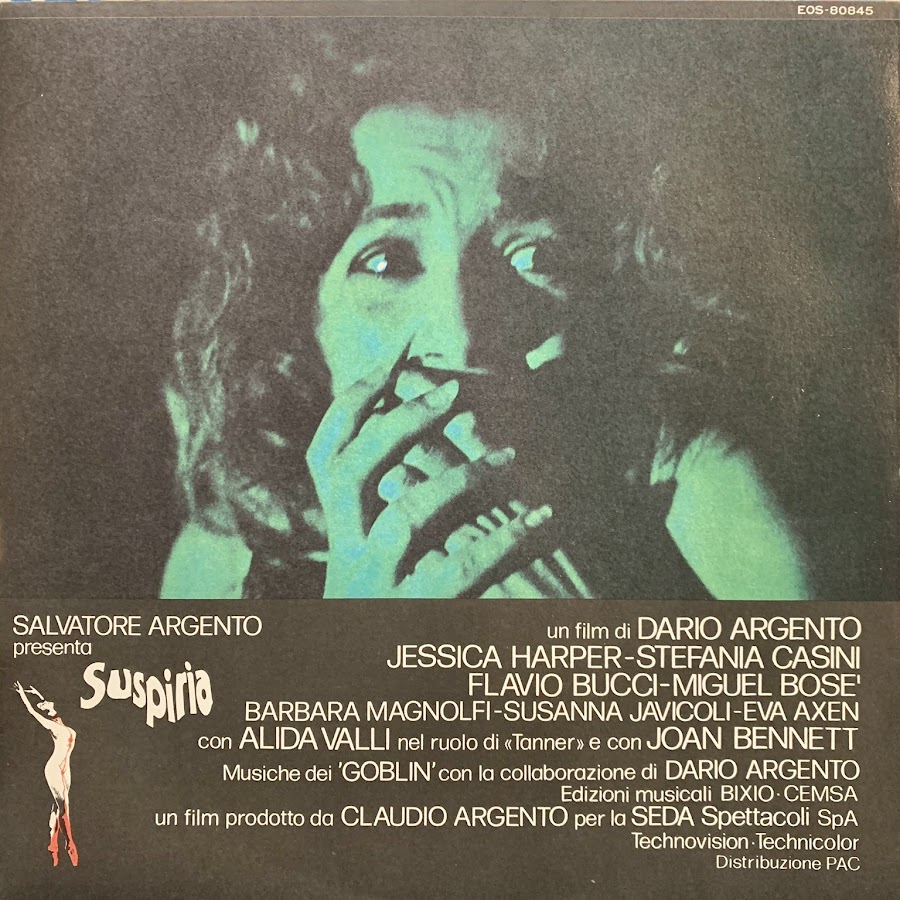 EOS-80845
SALVATORE ARGENTO
presenta
Suspiria
un film di DARIO ARGENTO
JESSICA HARPER-STEFANIA CASINI
FLAVIO BUCCI-MIGUEL BOSE'
BARBARA MAGNOLFI-SUSANNA JAVICOLI-EVA AXEN
con ALIDA VALLI nel ruolo di «Tanner» e con JOAN BENNETT
Musiche dei 'GOBLIN' con la collaborazione di DARIO ARGENTO
Edizioni musicali BIXIO·CEMSA
un film prodotto da CLAUDIO ARGENTO per la SEDA Spettacoli SpA
Technovision·Technicolor
Distribuzione PAC